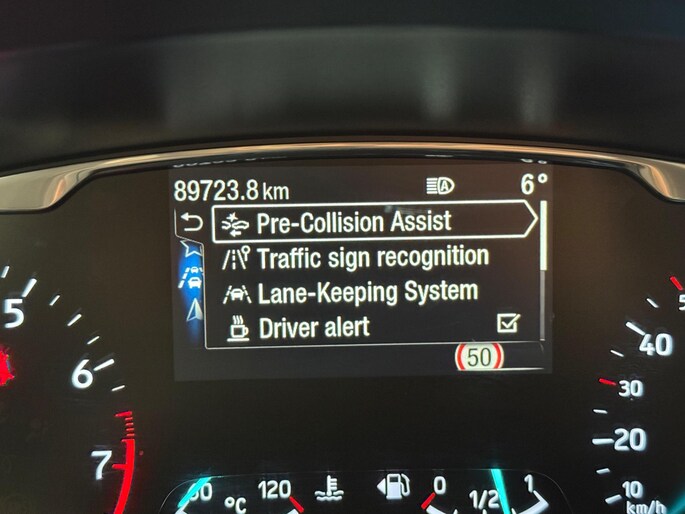 89723.8 km A 6°
Pre-Collision Assist
Traffic sign recognition
Lane-Keeping System
Driver alert
50
5
6
7
40
30
20
10
km/h
120
°C
0
1/2
1